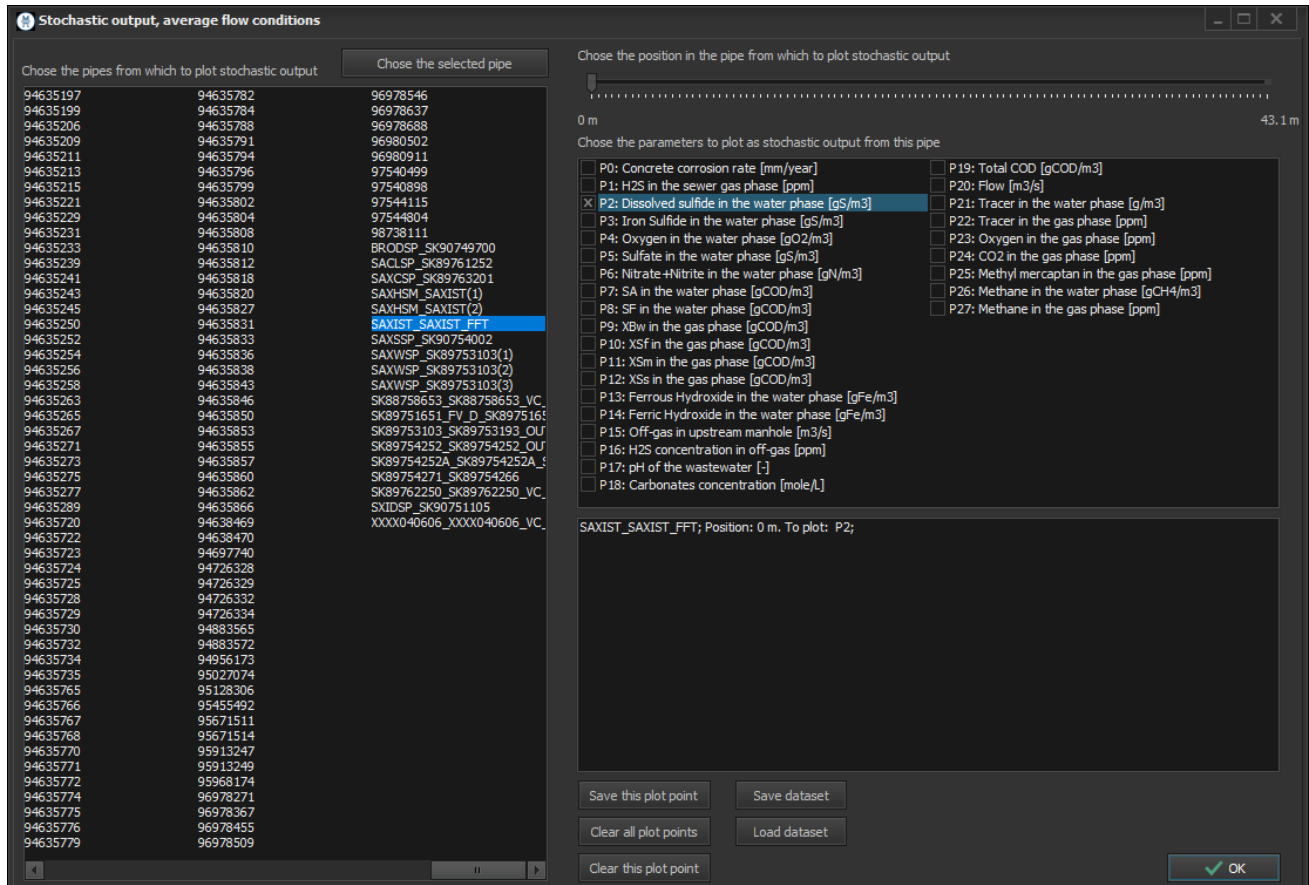 Stochastic output, average flow conditions
Chose the pipes from which to plot stochastic output
Chose the selected pipe
94635197
94635199
94635206
94635209
94635211
94635213
94635215
94635221
94635229
94635231
94635233
94635239
94635241
94635243
94635245
94635250
94635252
94635254
94635256
94635258
94635263
94635265
94635267
94635271
94635273
94635275
94635277
94635289
94635720
94635722
94635723
94635724
94635725
94635728
94635729
94635730
94635732
94635734
94635735
94635765
94635766
94635767
94635768
94635770
94635771
94635772
94635774
94635775
94635776
94635779
94635782
94635784
94635788
94635791
94635794
94635796
94635799
94635802
94635804
94635808
94635810
94635812
94635818
94635820
94635827
94635831
94635833
94635836
94635838
94635843
94635846
94635850
94635853
94635855
94635857
94635860
94635862
94635866
94638469
94638470
94697740
94726328
94726329
94726332
94726334
94883565
94883572
94956173
95027074
95128306
95455492
95671511
95671514
95913247
95913249
95968174
96978271
96978367
96978455
96978509
96978546
96978637
96978688
96980502
96980911
97540499
97540898
97544115
97544804
98738111
BRODSP_SK90749700
SACLSP_SK89761252
SAXCSP_SK89763201
SAXHSM_SAXIST(1)
SAXHSM_SAXIST(2)
SAXIST_SAXIST_FFT
SAXSSP_SK90754002
SAXWSP_SK89753103(1)
SAXWSP_SK89753103(2)
SAXWSP_SK89753103(3)
SK88758653_SK88758653_VC_
SK89751651_FV_D_SK8975165
SK89753103_SK89753193_OU
SK89754252_SK89754252_OU
SK89754252A_SK89754252A_S
SK89754271_SK89754266
SK89762250_SK89762250_VC_
SXIDSP_SK90751105
XXXX040606_XXXX040606_VC_
Chose the position in the pipe from which to plot stochastic output
0 m
43.1 m
Chose the parameters to plot as stochastic output from this pipe
P0: Concrete corrosion rate [mm/year]
P1: H2S in the sewer gas phase [ppm]
P2: Dissolved sulfide in the water phase [gS/m3]
P3: Iron Sulfide in the water phase [gS/m3]
P4: Oxygen in the water phase [gO2/m3]
P5: Sulfate in the water phase [gS/m3]
P6: Nitrate+Nitrite in the water phase [gN/m3]
P7: SA in the water phase [gCOD/m3]
P8: SF in the water phase [gCOD/m3]
P9: XBw in the gas phase [gCOD/m3]
P10: XSf in the gas phase [gCOD/m3]
P11: XSm in the gas phase [gCOD/m3]
P12: XSs in the gas phase [gCOD/m3]
P13: Ferrous Hydroxide in the water phase [gFe/m3]
P14: Ferric Hydroxide in the water phase [gFe/m3]
P15: Off-gas in upstream manhole [m3/s]
P16: H2S concentration in off-gas [ppm]
P17: pH of the wastewater [-]
P18: Carbonates concentration [mole/L]
P19: Total COD [gCOD/m3]
P20: Flow [m3/s]
P21: Tracer in the water phase [g/m3]
P22: Tracer in the gas phase [ppm]
P23: Oxygen in the gas phase [ppm]
P24: CO2 in the gas phase [ppm]
P25: Methyl mercaptan in the gas phase [ppm]
P26: Methane in the water phase [gCH4/m3]
P27: Methane in the gas phase [ppm]
SAXIST_SAXIST_FFT; Position: 0 m. To plot: P2;
Save this plot point
Save dataset
Clear all plot points
Load dataset
Clear this plot point
OK